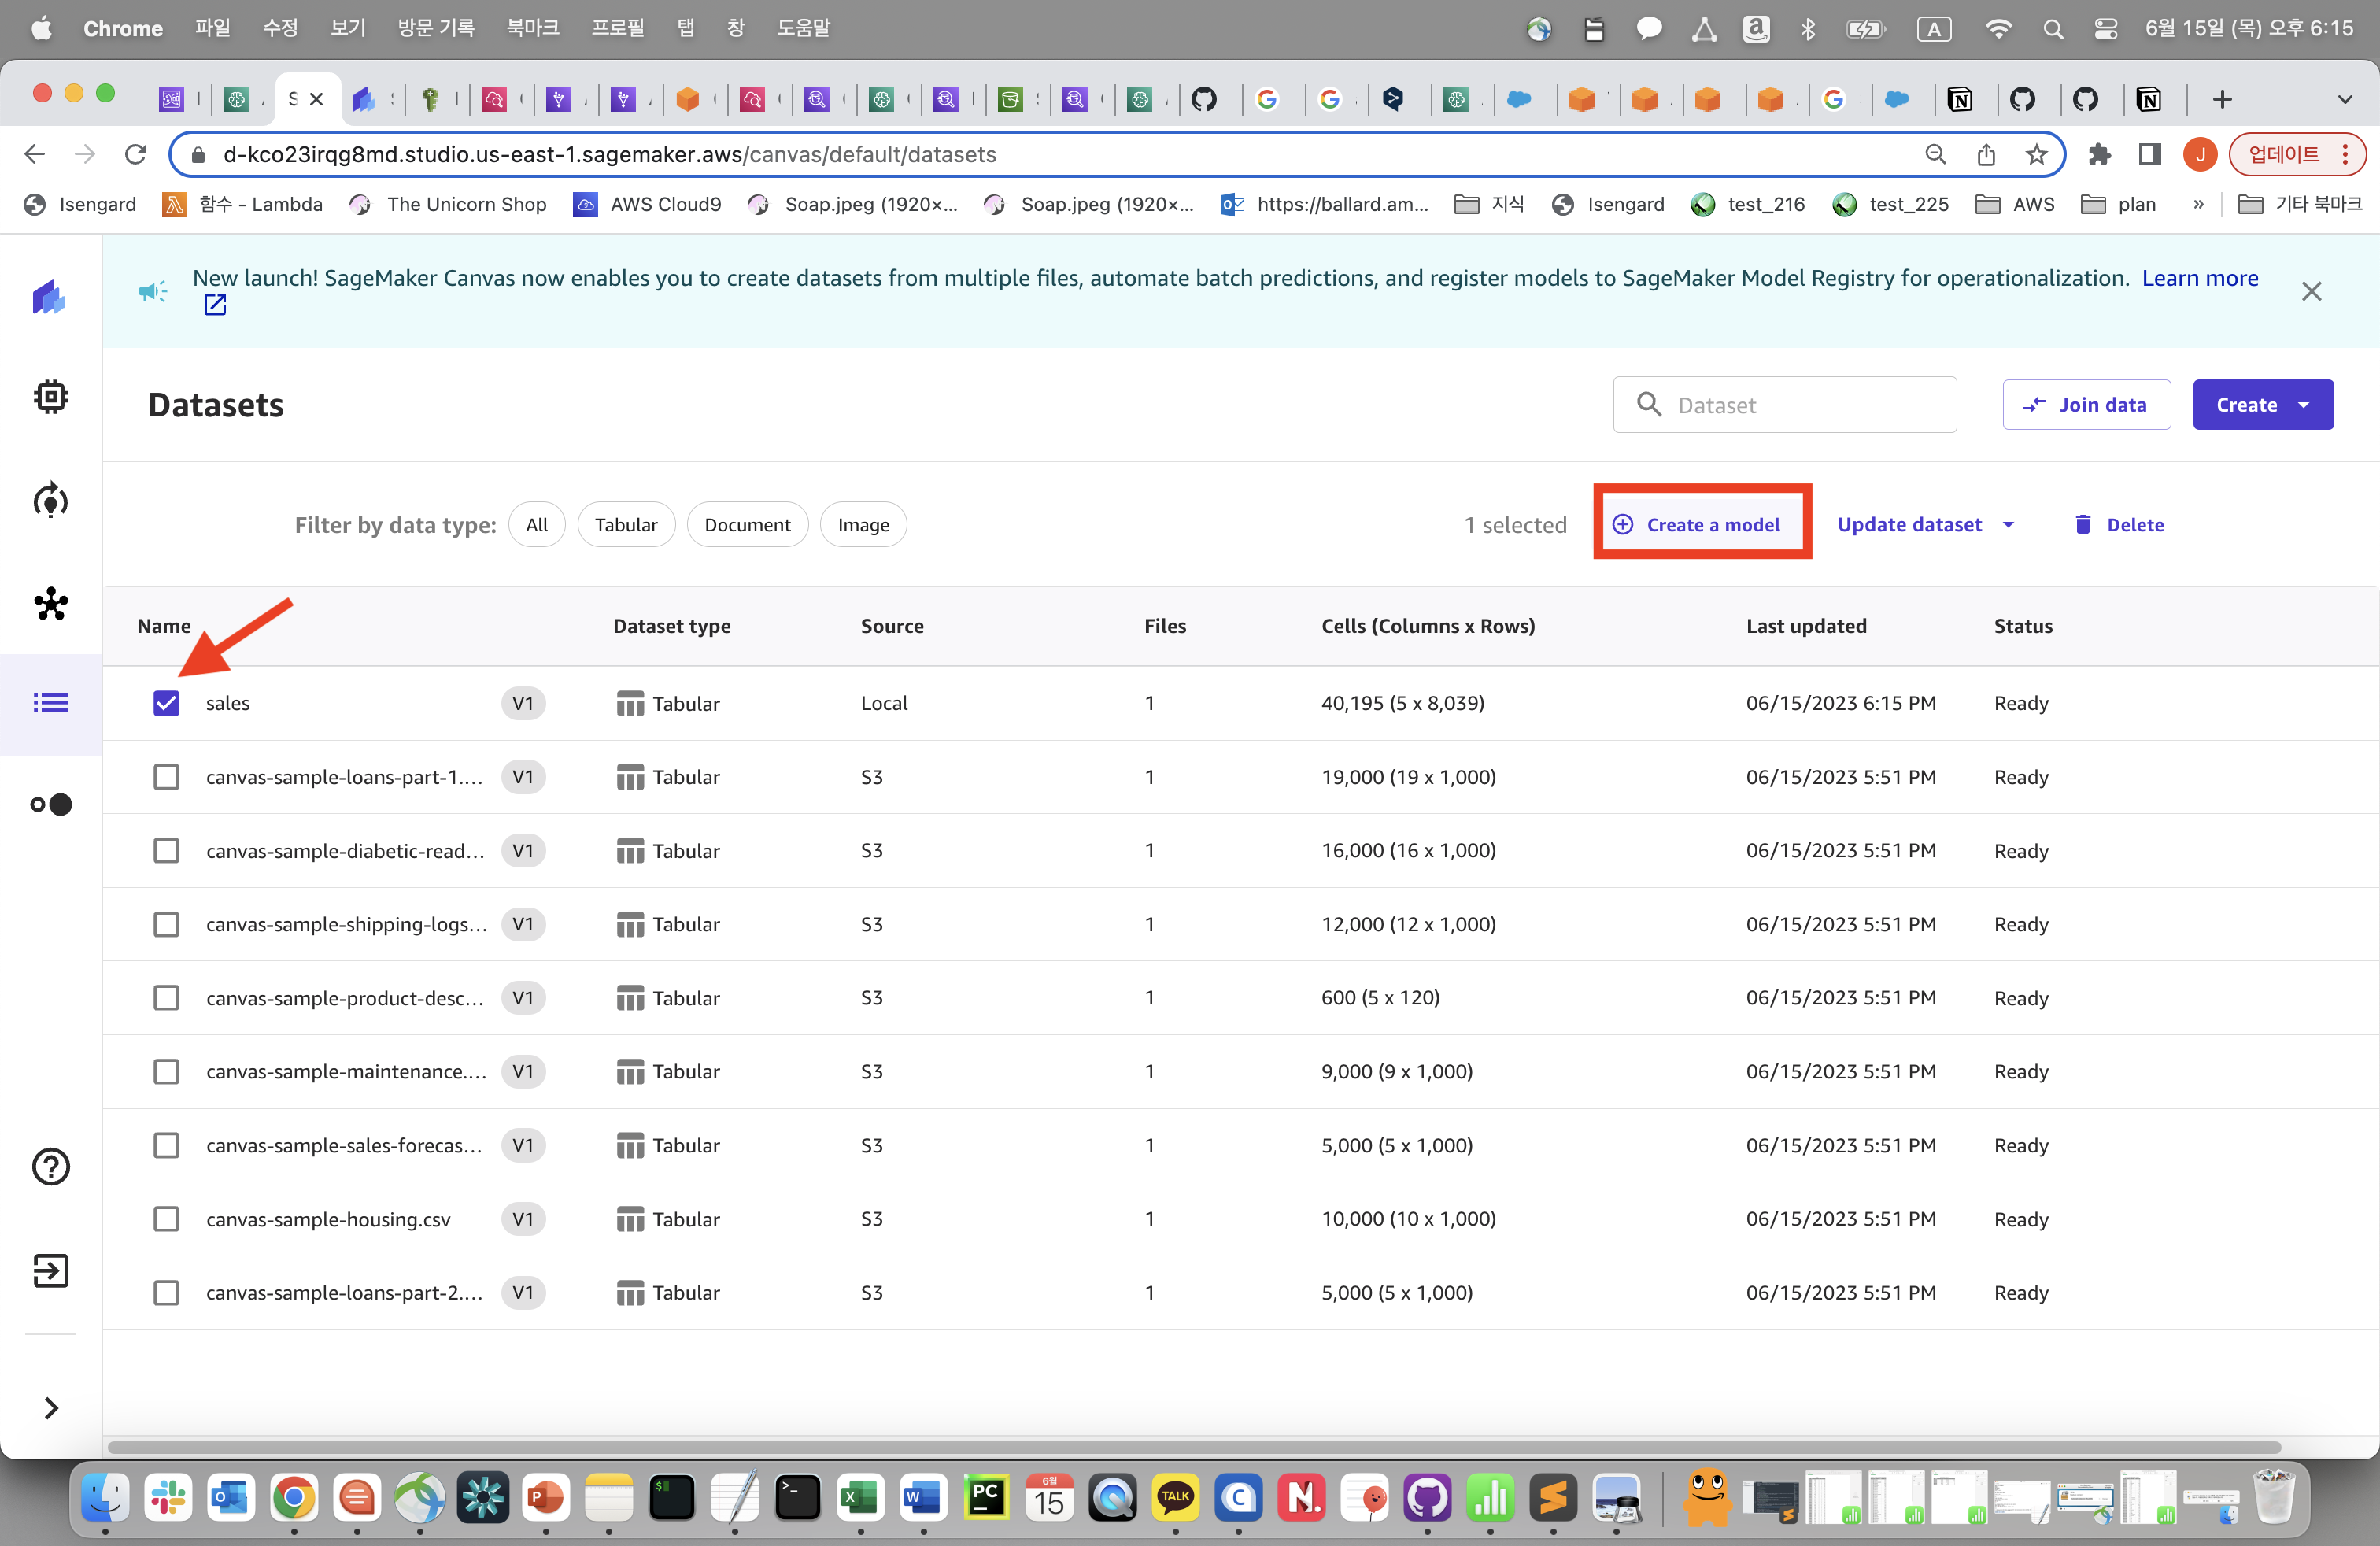 Chrome 파일 수정 보기 방문 기록 북마크 프로필 탭 창 도움말 A 6월 15일 (목) 오후 6:15
d-kco23irqg8md.studio.us-east-1.sagemaker.aws/canvas/default/datasets J 업데이트
Isengard 함수 - Lambda The Unicorn Shop AWS Cloud9 Soap.jpeg (1920×... Soap.jpeg (1920×... https://ballard.am... 지식 Isengard test_216 test_225 AWS plan » 기타 북마크
New launch! SageMaker Canvas now enables you to create datasets from multiple files, automate batch predictions, and register models to SageMaker Model Registry for operationalization. Learn more
Datasets Dataset Join data Create
Filter by data type: All Tabular Document Image 1 selected Create a model Update dataset Delete
Name Dataset type Source Files Cells (Columns x Rows) Last updated Status
sales V1 Tabular Local 1 40,195 (5 x 8,039) 06/15/2023 6:15 PM Ready
canvas-sample-loans-part-1.... V1 Tabular S3 1 19,000 (19 x 1,000) 06/15/2023 5:51 PM Ready
canvas-sample-diabetic-read... V1 Tabular S3 1 16,000 (16 x 1,000) 06/15/2023 5:51 PM Ready
canvas-sample-shipping-logs... V1 Tabular S3 1 12,000 (12 x 1,000) 06/15/2023 5:51 PM Ready
canvas-sample-product-desc... V1 Tabular S3 1 600 (5 x 120) 06/15/2023 5:51 PM Ready
canvas-sample-maintenance.... V1 Tabular S3 1 9,000 (9 x 1,000) 06/15/2023 5:51 PM Ready
canvas-sample-sales-forecas... V1 Tabular S3 1 5,000 (5 x 1,000) 06/15/2023 5:51 PM Ready
canvas-sample-housing.csv V1 Tabular S3 1 10,000 (10 x 1,000) 06/15/2023 5:51 PM Ready
canvas-sample-loans-part-2.... V1 Tabular S3 1 5,000 (5 x 1,000) 06/15/2023 5:51 PM Ready
PC 6월 15 TALK C N.